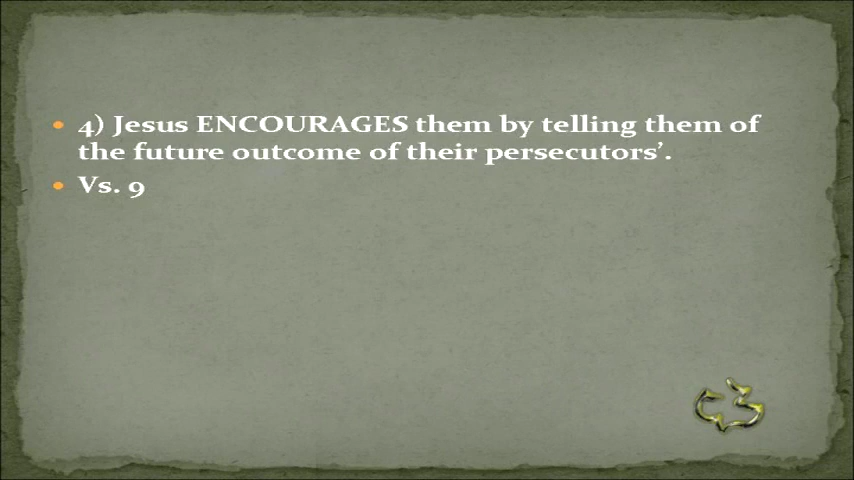 • 4) Jesus ENCOURAGES them by telling them of
the future outcome of their persecutors’.
• Vs. 9